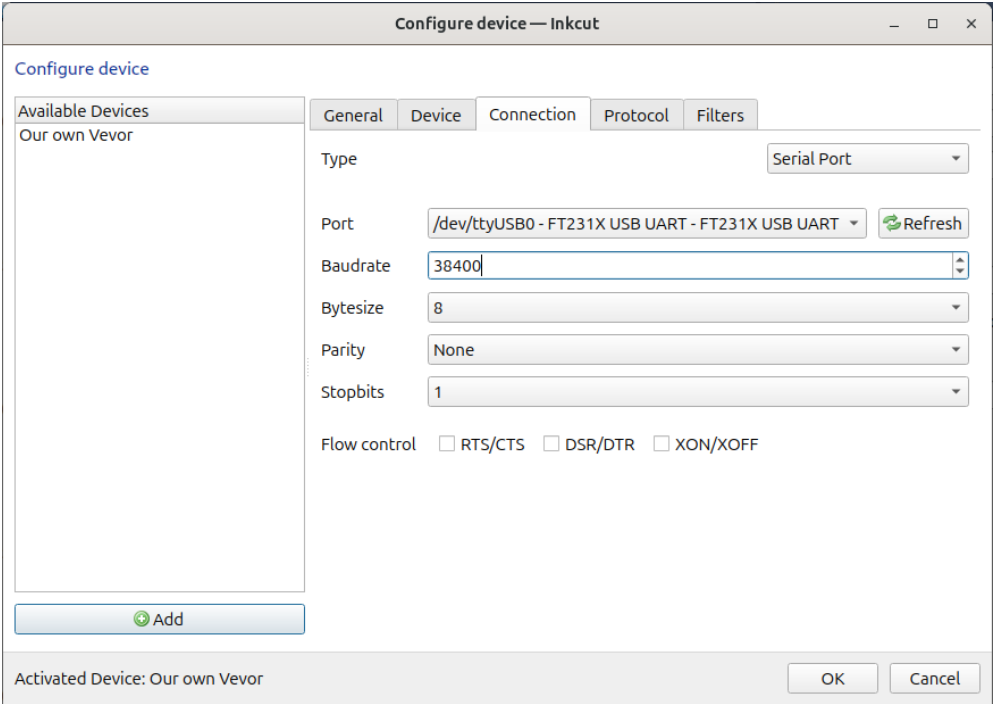 Configure device — Inkcut
Configure device
Available Devices
Our own Vevor
Add
General Device Connection Protocol Filters
Type Serial Port
Port /dev/ttyUSB0 - FT231X USB UART - FT231X USB UART Refresh
Baudrate 38400
Bytesize 8
Parity None
Stopbits 1
Flow control RTS/CTS DSR/DTR XON/XOFF
Activated Device: Our own Vevor OK Cancel